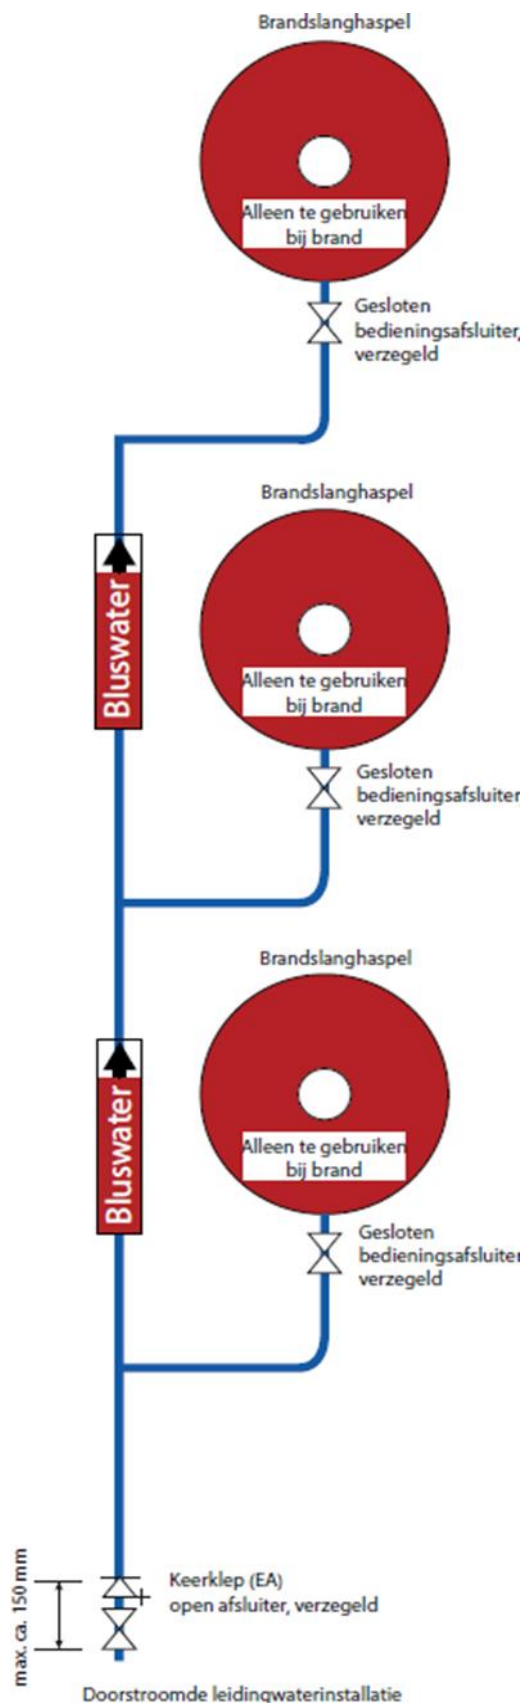 Brandslanghaspel
Alleen te gebruiken
bij brand
Gesloten
bedieningsafsluiter,
verzegeld
Bluswater
Brandslanghaspel
Alleen te gebruiken
bij brand
Gesloten
bedieningsafsluiter
verzegeld
Bluswater
Brandslanghaspel
Alleen te gebruiken
bij brand
Gesloten
bedieningsafsluiter
verzegeld
max. ca. 150 mm
Keerklep (EA)
open afsluiter, verzegeld
Doorstroomde leidingwaterinstallatie